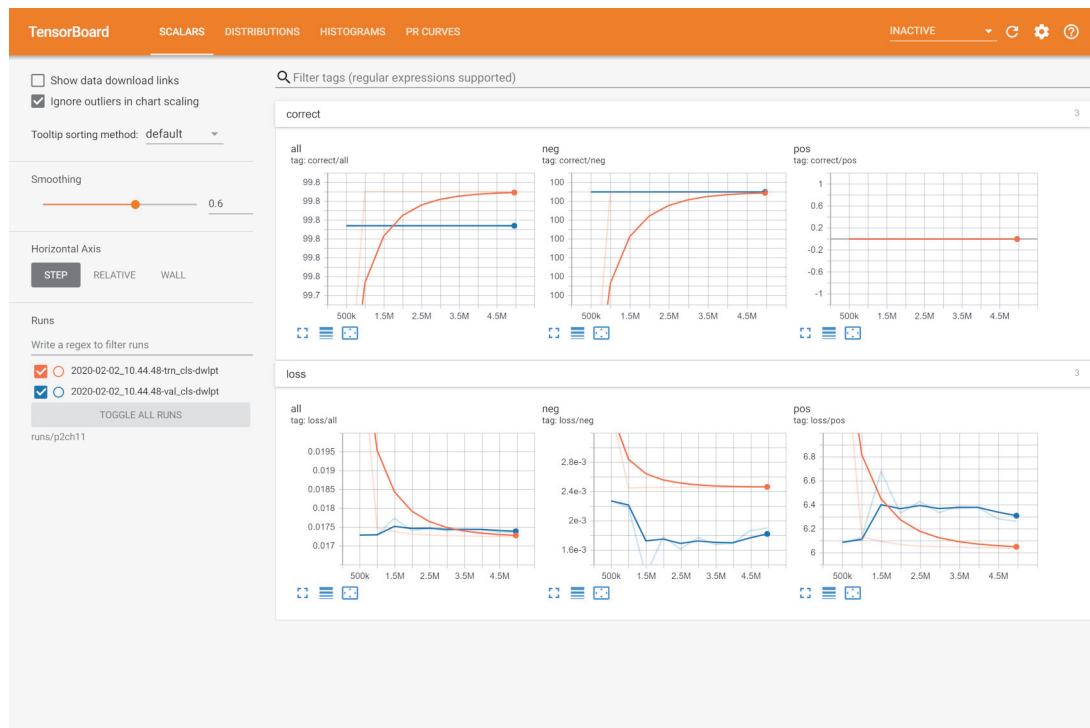 TensorBoard SCALARS DISTRIBUTIONS HISTOGRAMS PR CURVES INACTIVE
Show data download links
Ignore outliers in chart scaling
Tooltip sorting method: default
Smoothing
0.6
Horizontal Axis
STEP RELATIVE WALL
Runs
Write a regex to filter runs
2020-02-02_10.44.48-trn_cls-dwlpt
2020-02-02_10.44.48-val_cls-dwlpt
TOGGLE ALL RUNS
runs/p2ch11
Filter tags (regular expressions supported)
correct 3
all
tag: correct/all
99.8
99.8
99.8
99.8
99.8
99.8
99.7
500k 1.5M 2.5M 3.5M 4.5M
neg
tag: correct/neg
100
100
100
100
100
100
100
500k 1.5M 2.5M 3.5M 4.5M
pos
tag: correct/pos
1
0.6
0.2
-0.2
-0.6
-1
500k 1.5M 2.5M 3.5M 4.5M
loss 3
all
tag: loss/all
0.0195
0.019
0.0185
0.018
0.0175
0.017
500k 1.5M 2.5M 3.5M 4.5M
neg
tag: loss/neg
2.8e-3
2.4e-3
2e-3
1.6e-3
500k 1.5M 2.5M 3.5M 4.5M
pos
tag: loss/pos
6.8
6.6
6.4
6.2
6
500k 1.5M 2.5M 3.5M 4.5M